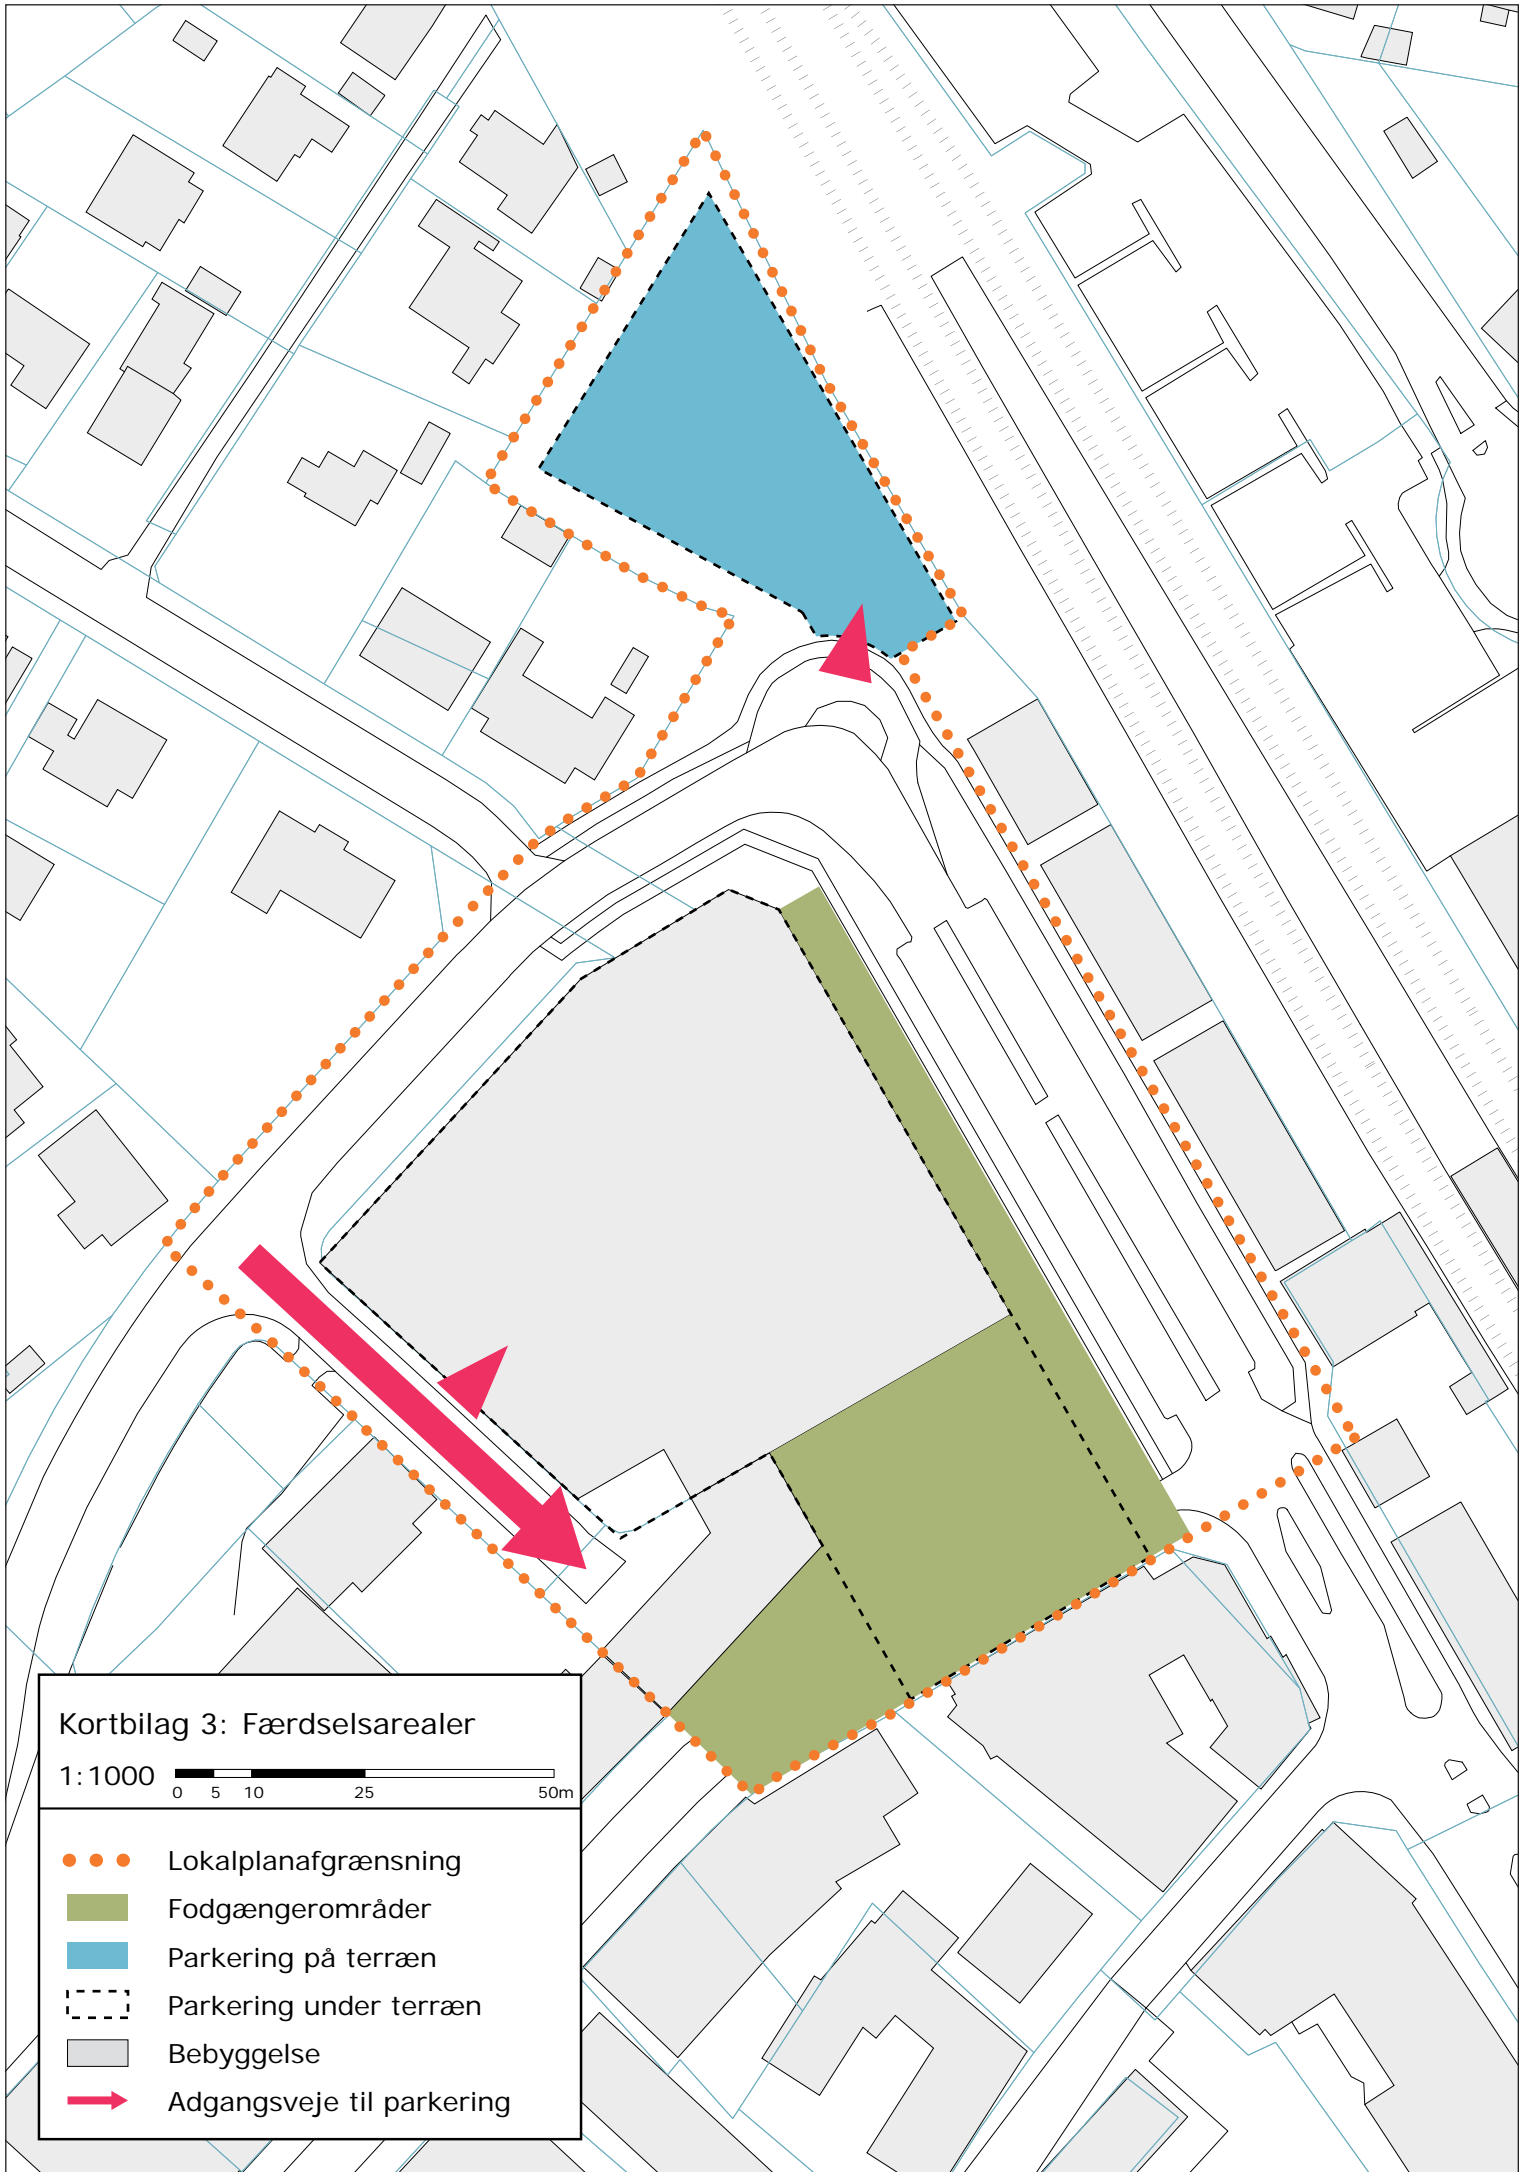 Kortbilag 3: Færdselsarealer
1:1000
0 5 10 25 50m
Lokalplanafgrænsning
Fodgængerområder
Parkering på terræn
Parkering under terræn
Bebyggelse
Adgangsveje til parkering